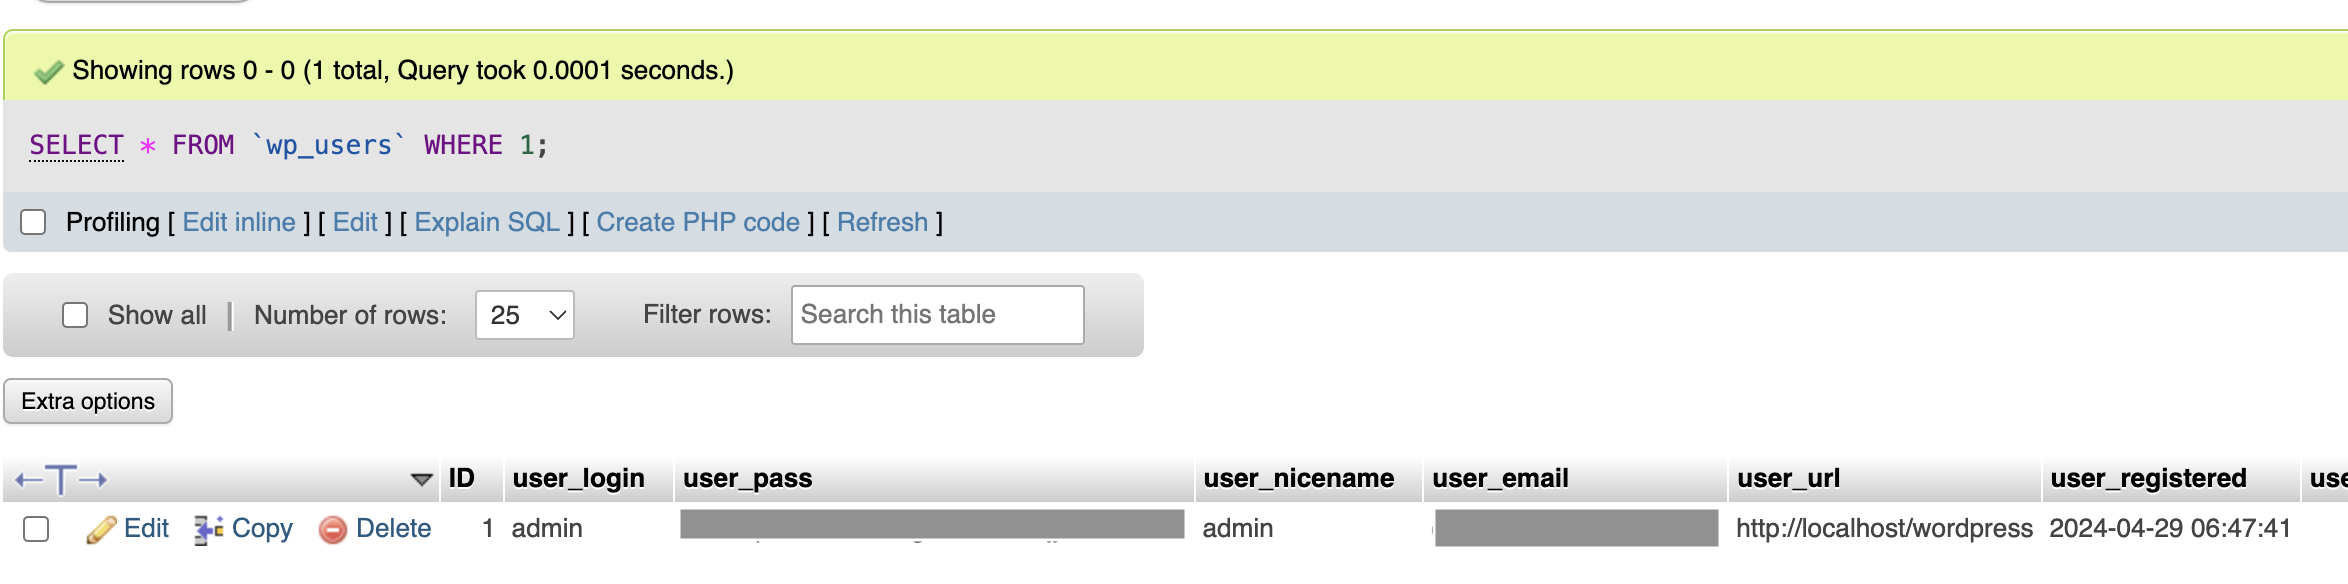 Showing rows 0 - 0 (1 total, Query took 0.0001 seconds.)
SELECT * FROM `wp_users` WHERE 1;
Profiling [ Edit inline ] [ Edit ] [ Explain SQL ] [ Create PHP code ] [ Refresh ]
Show all | Number of rows: 25 Filter rows: Search this table
Extra options
←T→ ID user_login user_pass user_nicename user_email user_url user_registered use
Edit Copy Delete 1 admin admin http://localhost/wordpress 2024-04-29 06:47:41